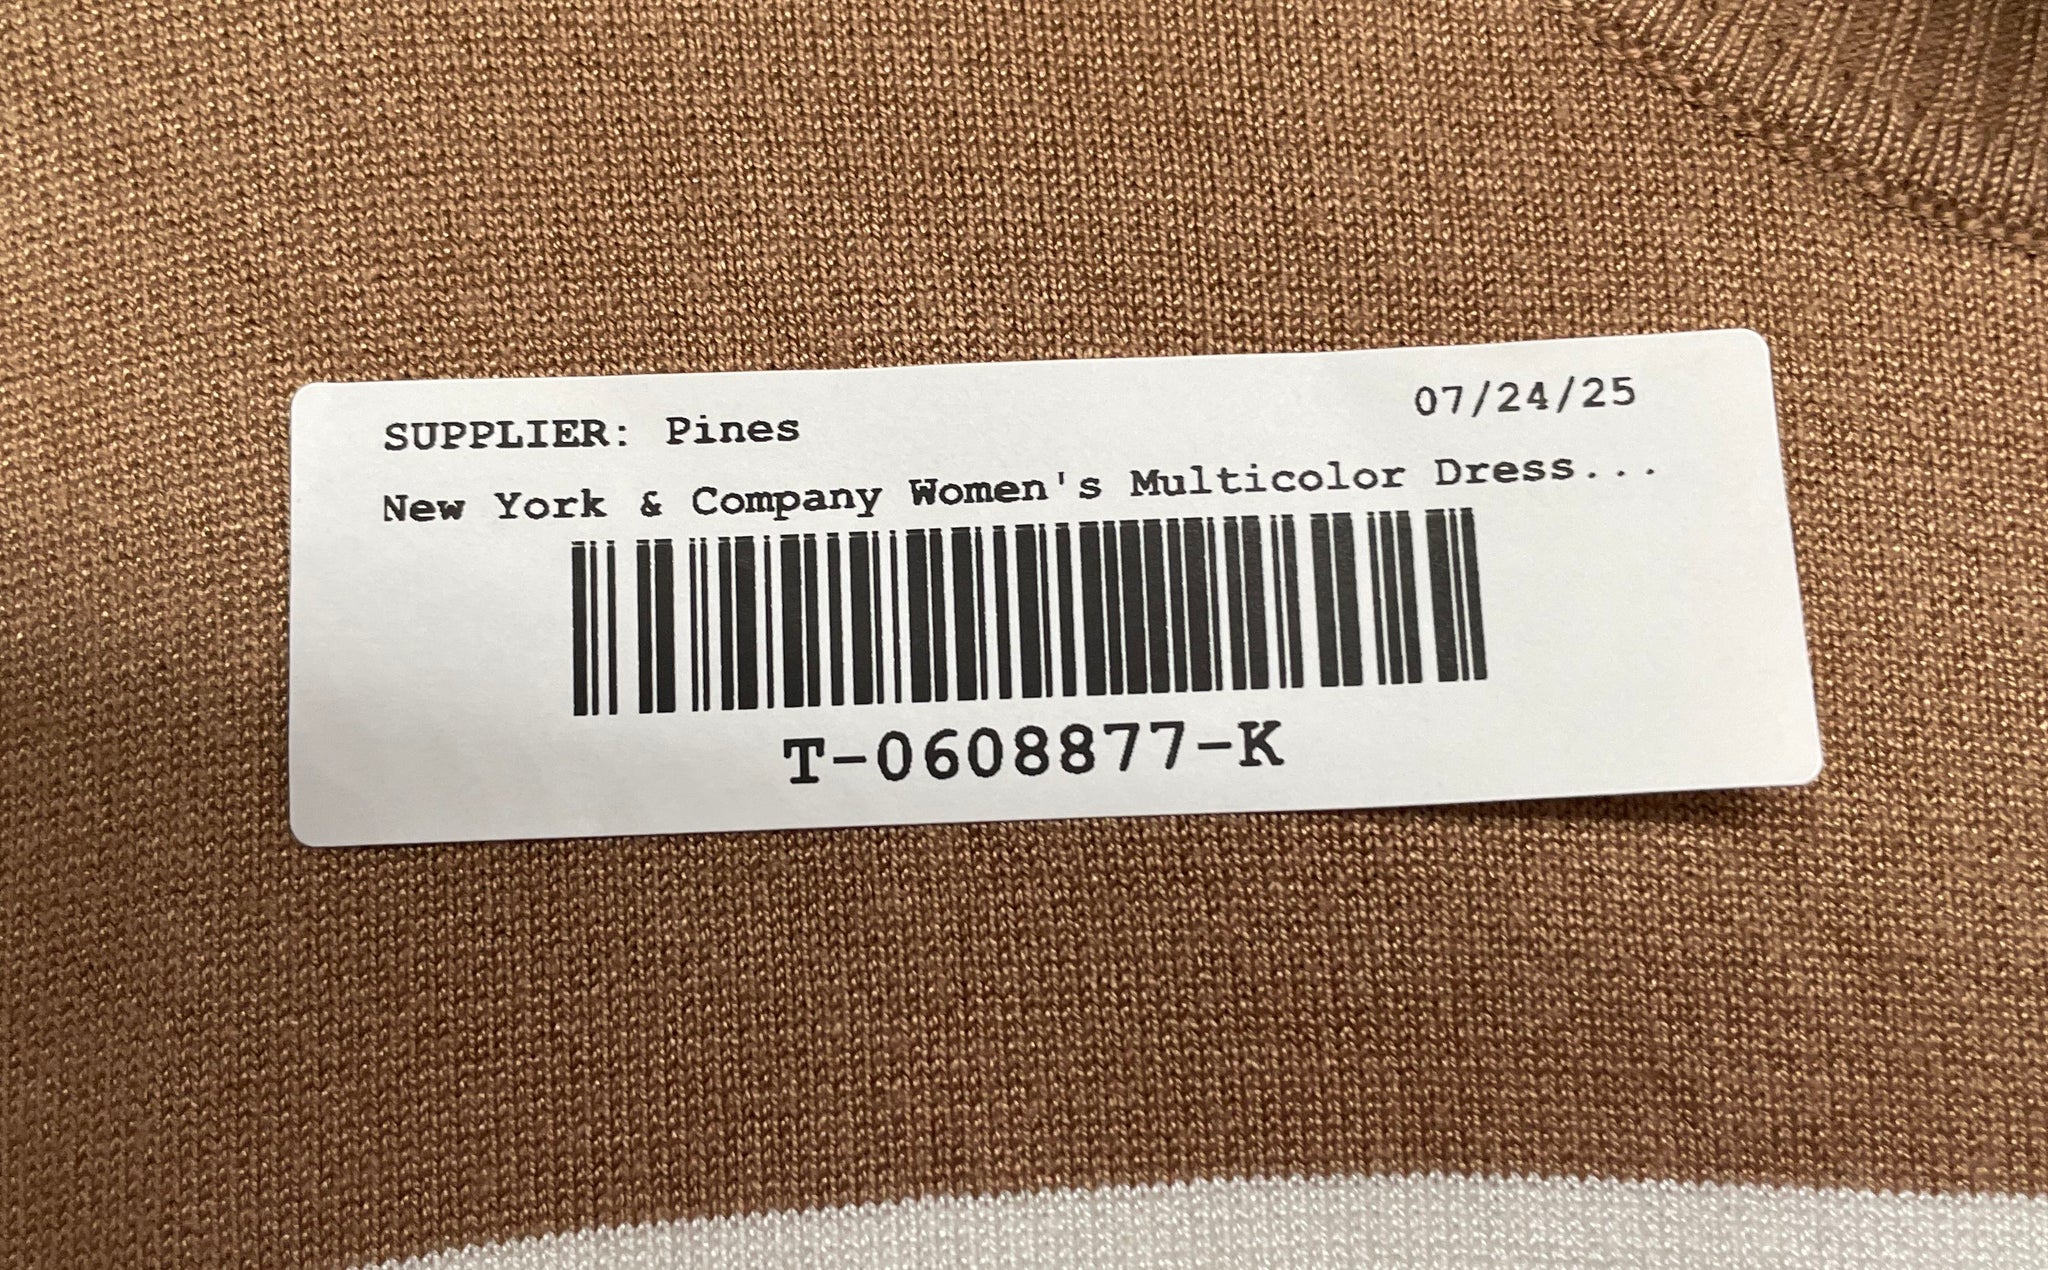 07/24/25
SUPPLIER: Pines
New York & Company Women's Multicolor Dress...
T-0608877-K